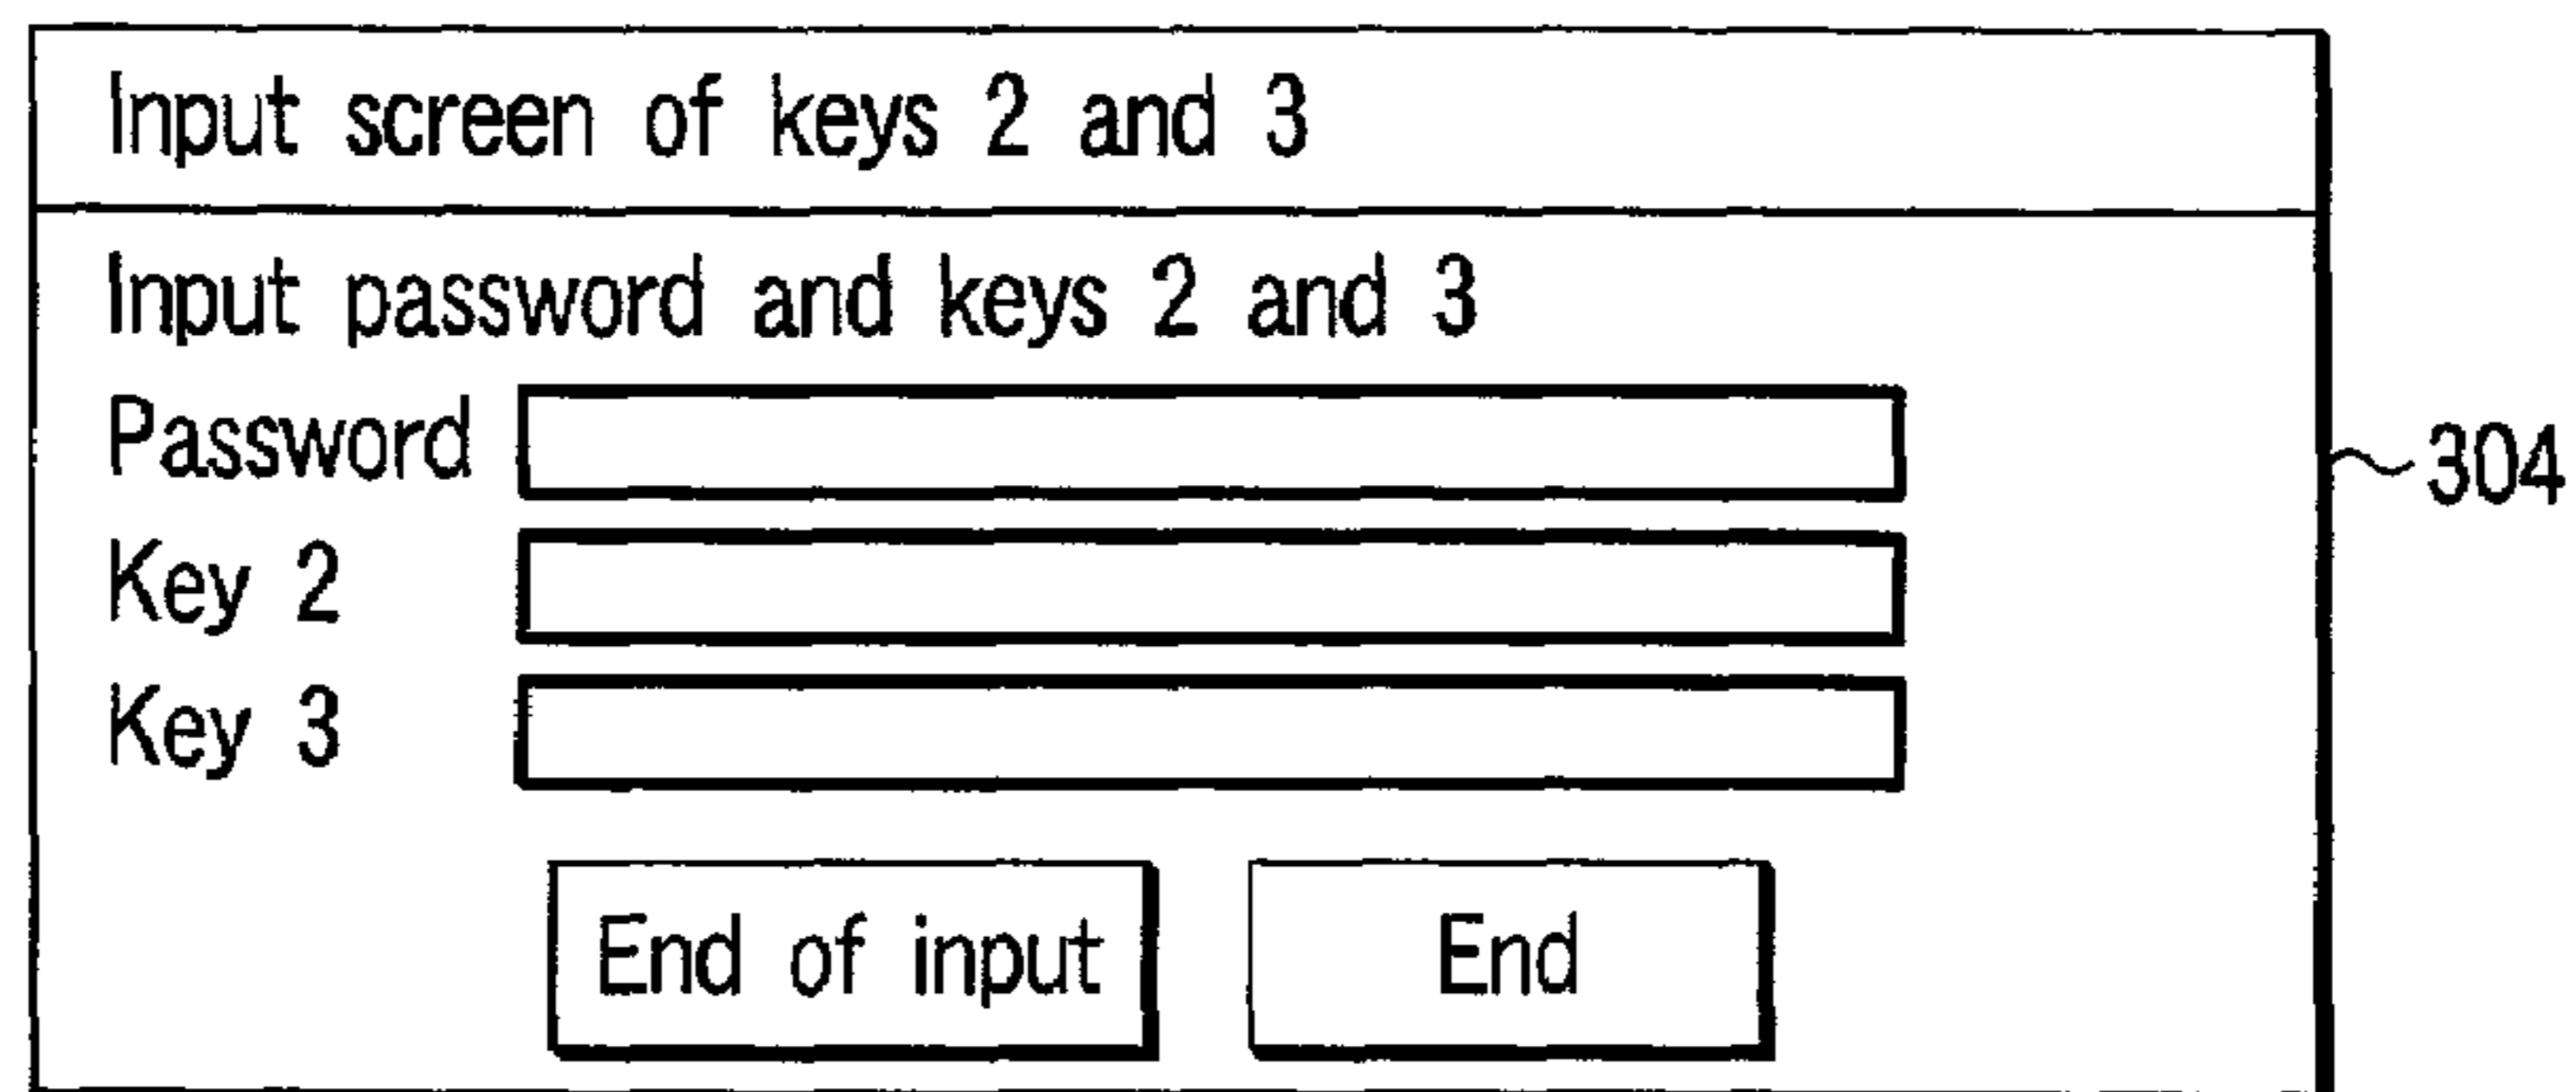 Input screen of keys 2 and 3
Input password and keys 2 and 3
Password
304
Key 2
Key 3
End of input
End